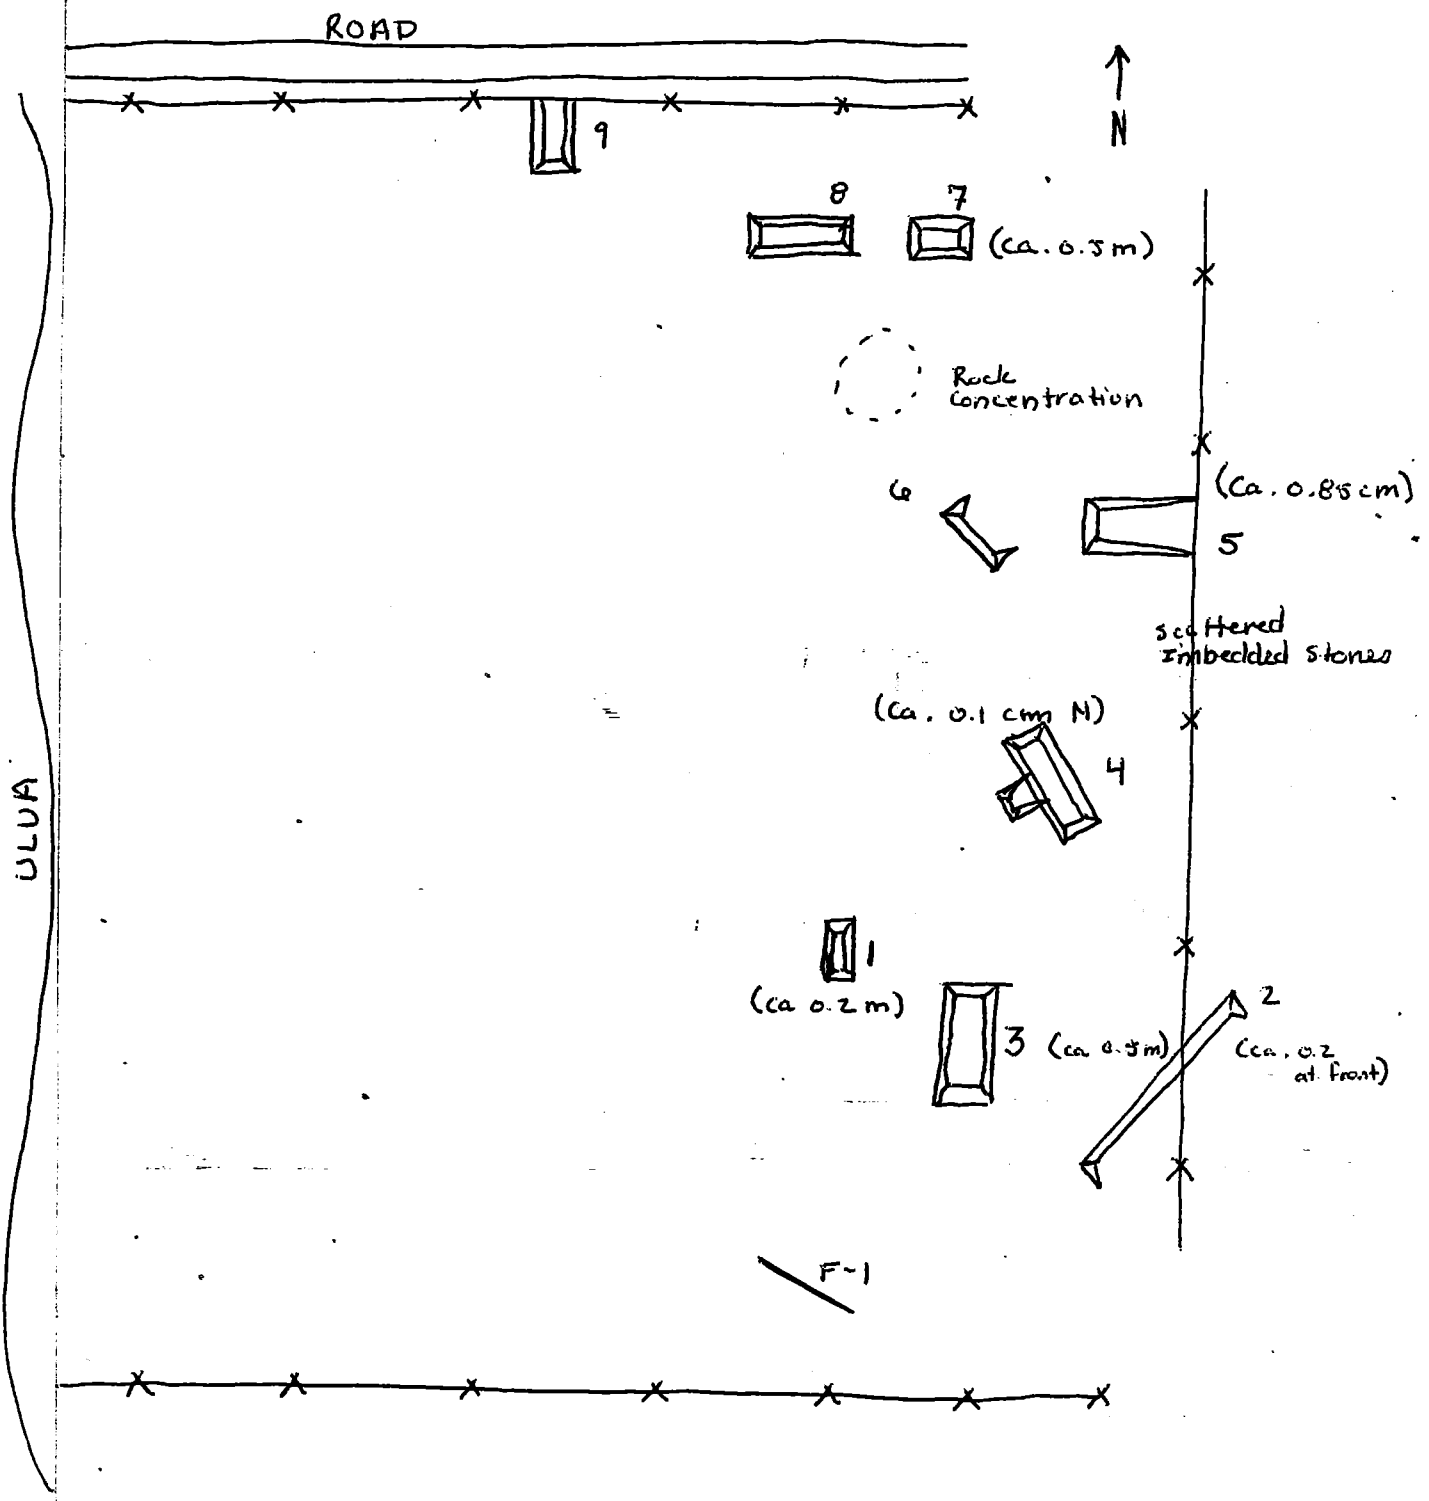 ROAD
N
9
8
7
(Ca. 0.5m)
Rock
Concentration
6
(Ca. 0.85cm)
5
Scattered
Imbedded Stones
(Ca. 0.1 cm N)
4
ULUA
1
(ca 0.2m)
3
(ca 0.5m)
2
(ca. 0.2
at front)
F-1